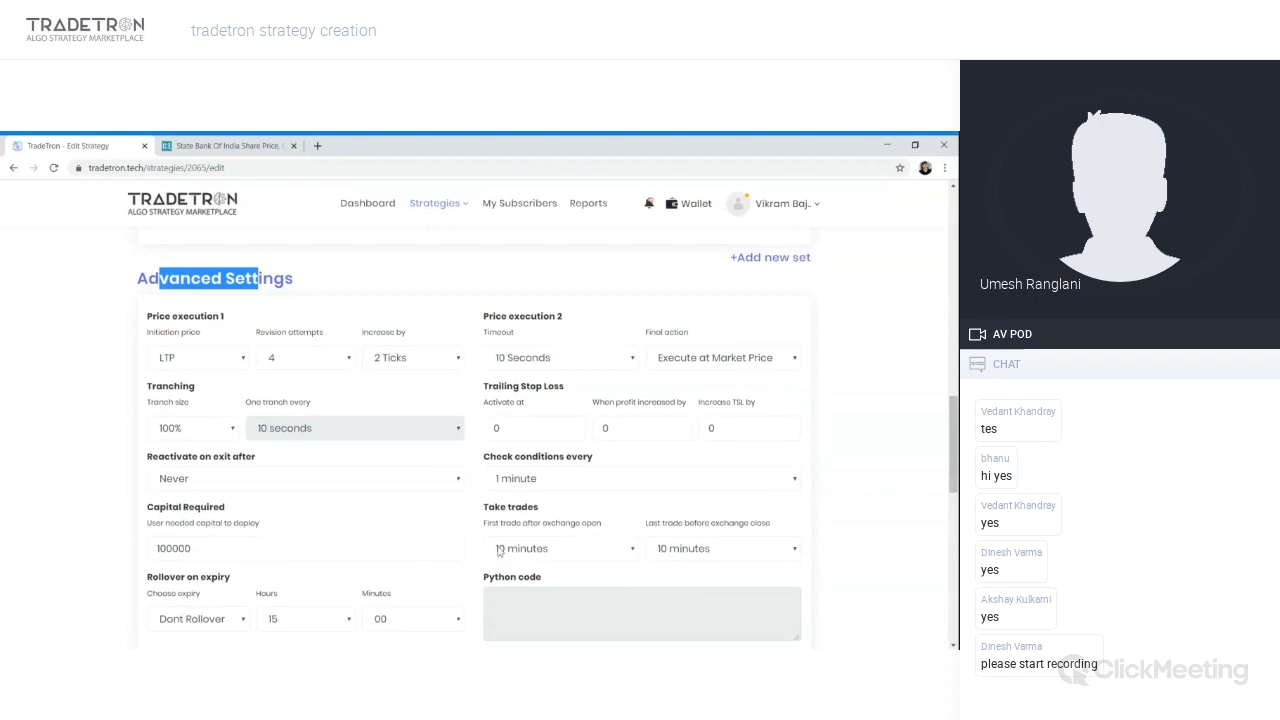 TRADETRON
ALGO STRATEGY MARKETPLACE
tradetron strategy creation
TradeTron - Edit Strategy
State Bank Of India Share Price,
tradetron.tech/strategies/2065/edit
TRADETRON
ALGO STRATEGY MARKETPLACE
Dashboard Strategies My Subscribers Reports Wallet Vikram Baj..
+Add new set
Advanced Settings
Price execution 1
Initiation price Revision attempts Increase by
LTP 4 2 Ticks
Price execution 2
Timeout Final action
10 Seconds Execute at Market Price
Tranching
Tranch size One tranch every
100% 10 seconds
Trailing Stop Loss
Activate at When profit increased by Increase TSL by
0 0 0
Reactivate on exit after
Never
Check conditions every
1 minute
Capital Required
User needed capital to deploy
100000
Take trades
First trade after exchange open Last trade before exchange close
10 minutes 10 minutes
Rollover on expiry
Choose expiry Hours Minutes
Dont Rollover 15 00
Python code
Umesh Ranglani
AV POD
CHAT
Vedant Khandray
tes
bhanu
hi yes
Vedant Khandray
yes
Dinesh Varma
yes
Akshay Kulkarni
yes
Dinesh Varma
please start recording
ClickMeeting